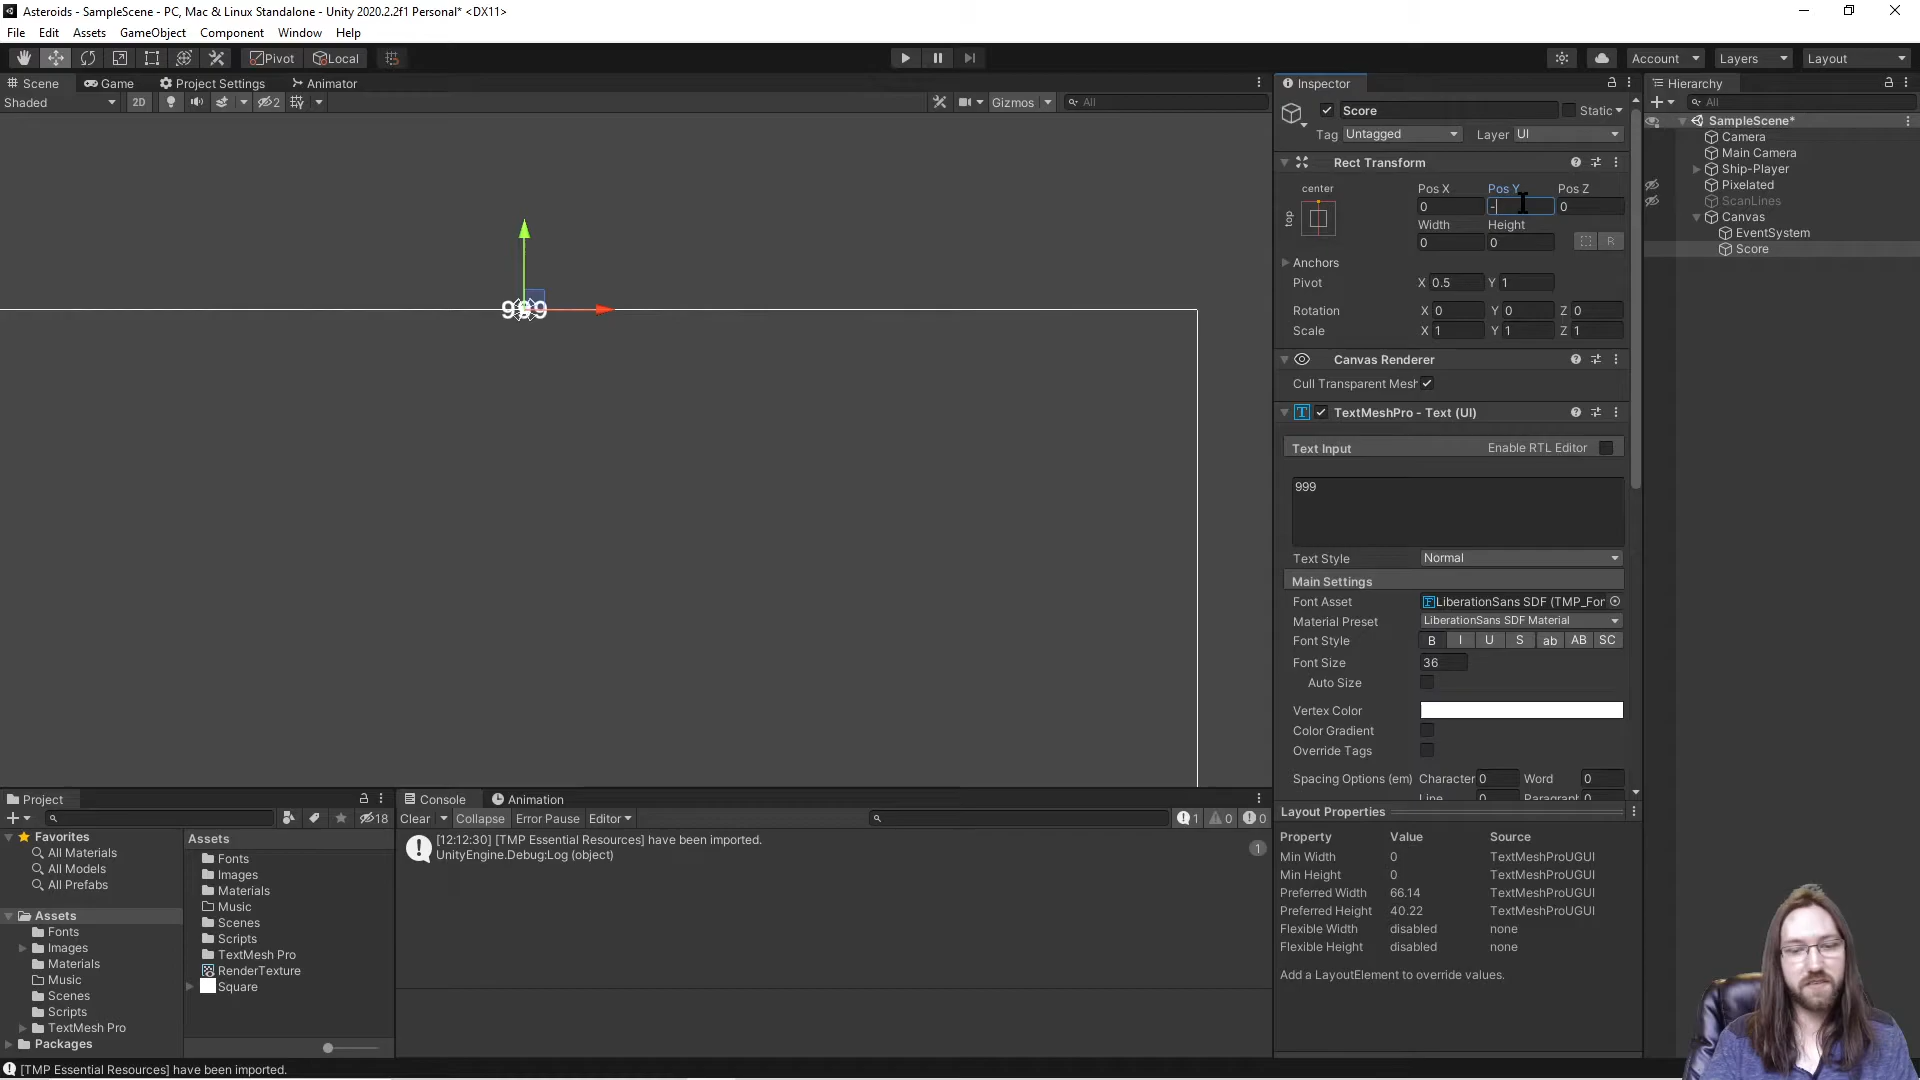 Asteroids - SampleScene - PC, Mac & Linux Standalone - Unity 2020.2.2f1 Personal* <DX11>
File Edit Assets GameObject Component Window Help
Pivot Local Account Layers Layout
Scene Game Project Settings Animator
Shaded 2D 2 Gizmos All
999
Inspector
Score Static
Tag Untagged Layer UI
Rect Transform
center
top
Pos X Pos Y Pos Z
0 - 0
Width Height
0 0 R
Anchors
Pivot X 0.5 Y 1
Rotation X 0 Y 0 Z 0
Scale X 1 Y 1 Z 1
Canvas Renderer
Cull Transparent Mesh
TextMeshPro - Text (UI)
Text Input Enable RTL Editor
999
Text Style Normal
Main Settings
Font Asset LiberationSans SDF (TMP_For
Material Preset LiberationSans SDF Material
Font Style B I U S ab AB SC
Font Size 36
Auto Size
Vertex Color
Color Gradient
Override Tags
Spacing Options (em) Character 0 Word 0
Line 0 Paragraph 0
Layout Properties
Property Value Source
Min Width 0 TextMeshProUGUI
Min Height 0 TextMeshProUGUI
Preferred Width 66.14 TextMeshProUGUI
Preferred Height 40.22 TextMeshProUGUI
Flexible Width disabled none
Flexible Height disabled none
Add a LayoutElement to override values.
Hierarchy
All
SampleScene*
Camera
Main Camera
Ship-Player
Pixelated
ScanLines
Canvas
EventSystem
Score
Project
18
Favorites
All Materials
All Models
All Prefabs
Assets
Fonts
Images
Materials
Music
Scenes
Scripts
TextMesh Pro
Packages
Assets
Fonts
Images
Materials
Music
Scenes
Scripts
TextMesh Pro
RenderTexture
Square
Console Animation
Clear Collapse Error Pause Editor 1 0 0
[12:12:30] [TMP Essential Resources] have been imported.
UnityEngine.Debug:Log (object)
1
[TMP Essential Resources] have been imported.